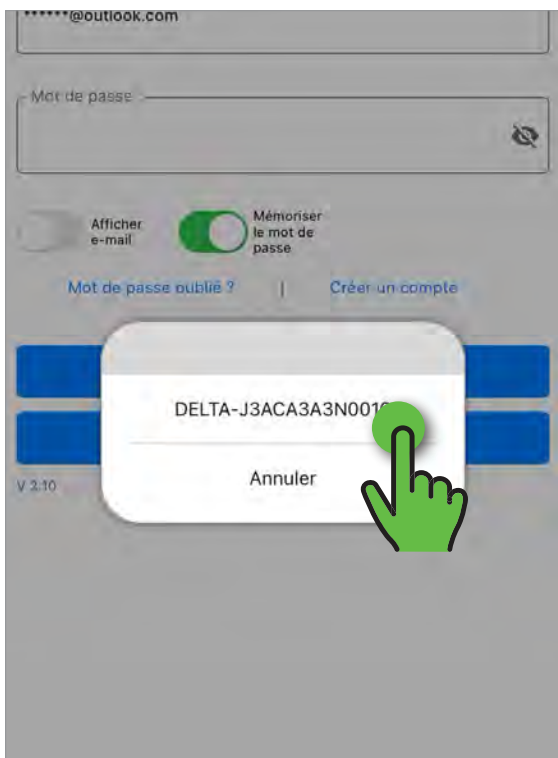 ******@outlook.com
Mot de passe
Afficher
e-mail
Mémoriser
le mot de
passe
Mot de passe oublié ? | Créer un compte
DELTA-J3ACA3A3N001
Annuler
V 2.10